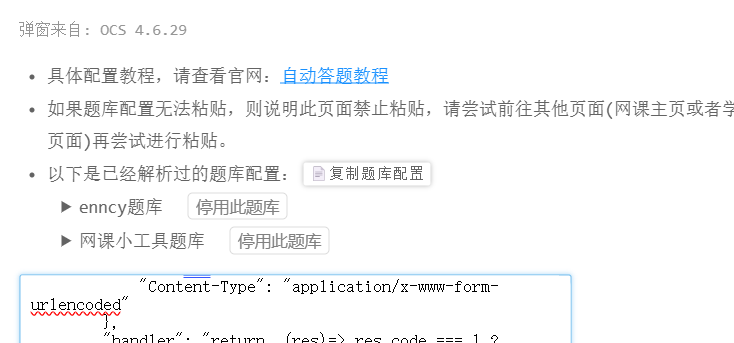 弹窗来自: OCS 4.6.29
• 具体配置教程，请查看官网：自动答题教程
• 如果题库配置无法粘贴，则说明此页面禁止粘贴，请尝试前往其他页面(网课主页或者学
页面)再尝试进行粘贴。
• 以下是已经解析过的题库配置： 复制题库配置
▶ enncy题库 停用此题库
▶ 网课小工具题库 停用此题库
"Content-Type": "application/x-www-form-
urlencoded"
},
"handler": "return (res)=> res.code === 1 ?